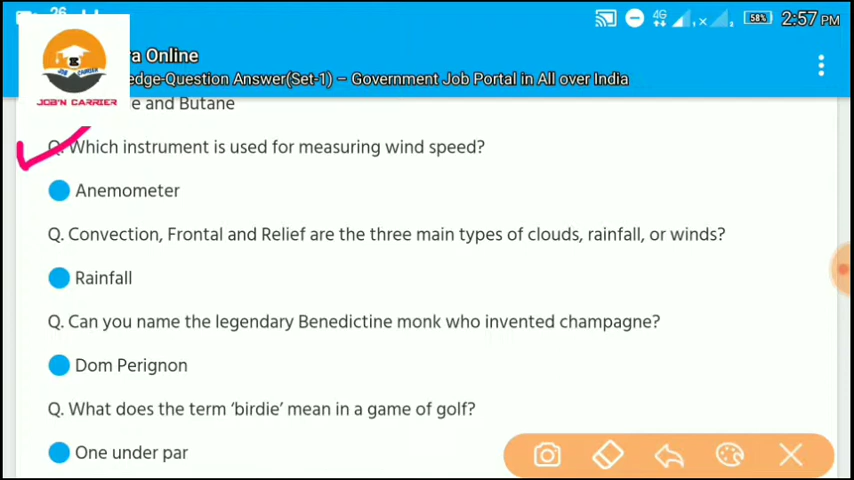 58%
2:57 PM
4G
ra Online
edge-Question Answer(Set-1) – Government Job Portal in All over India
JOB'N CARRIER
e and Butane
Q. Which instrument is used for measuring wind speed?
Anemometer
Q. Convection, Frontal and Relief are the three main types of clouds, rainfall, or winds?
Rainfall
Q. Can you name the legendary Benedictine monk who invented champagne?
Dom Perignon
Q. What does the term ‘birdie’ mean in a game of golf?
One under par